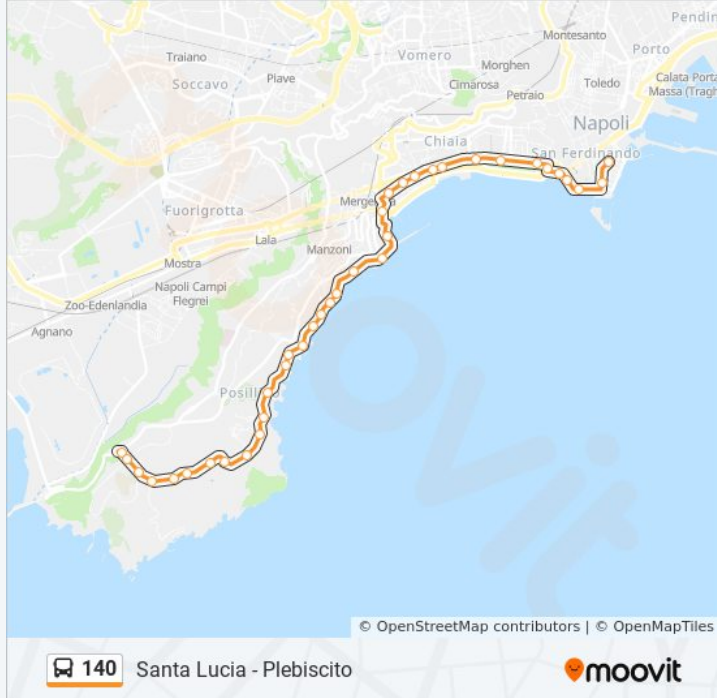 Pendin
Montesanto
Traiano
Vomero
Porto
Morghen
Soccavo
Piave
Cimarosa
Toledo
Calata Porta
Massa (Tragh
Petraio
Napoli
Chiaia
San Ferdinando
Mergellina
Fuorigrotta
Lala
Manzoni
Mostra
Napoli Campi
Flegrei
Zoo-Edenlandia
Agnano
Posillipo
moovit
© OpenStreetMap contributors | © OpenMapTiles
140 Santa Lucia - Plebiscito
moovit